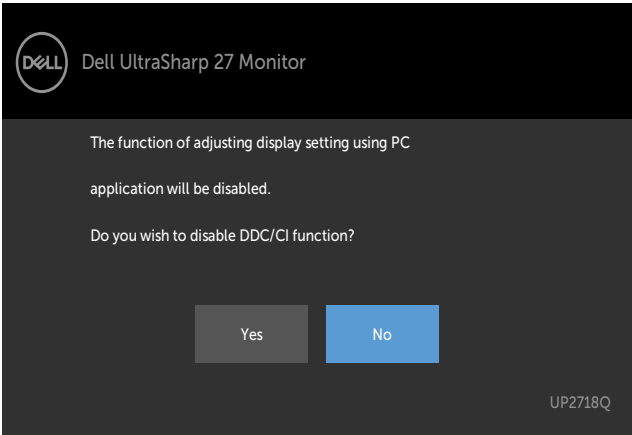 DELL
Dell UltraSharp 27 Monitor
The function of adjusting display setting using PC
application will be disabled.
Do you wish to disable DDC/CI function?
Yes
No
UP2718Q